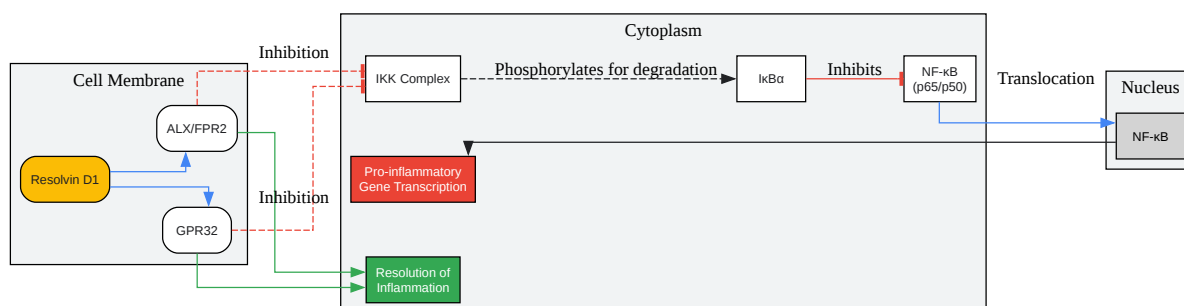 Cytoplasm
Inhibition
Cell Membrane
IKK Complex
Phosphorylates for degradation
IκBα
Inhibits
NF-κB
(p65/p50)
Translocation
Nucleus
ALX/FPR2
NF-κB
Resolvin D1
Pro-inflammatory
Gene Transcription
Inhibition
GPR32
Resolution of
Inflammation